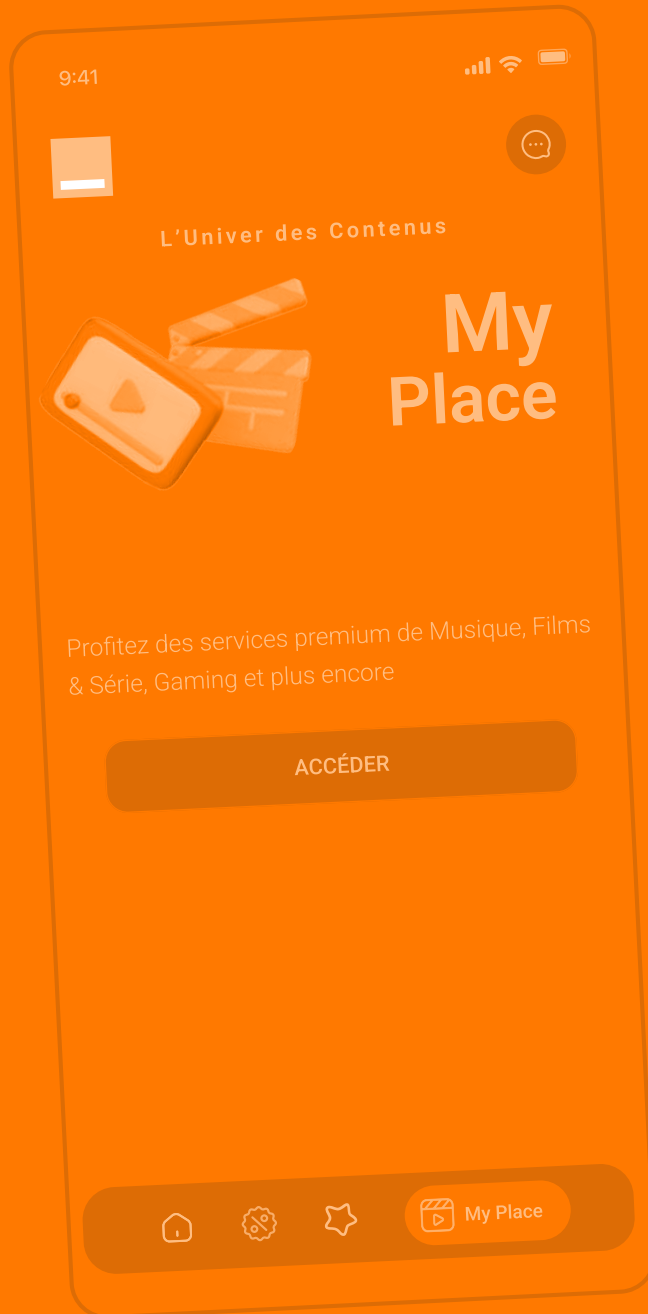 9:41
L'Univer des Contenus
My
Place
Profitez des services premium de Musique, Films
& Série, Gaming et plus encore
ACCÉDER
My Place